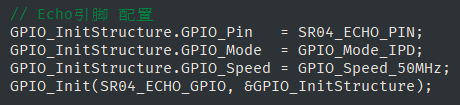 // Echo引脚 配置
GPIO_InitStructure.GPIO_Pin   = SR04_ECHO_PIN;
GPIO_InitStructure.GPIO_Mode  = GPIO_Mode_IPD;
GPIO_InitStructure.GPIO_Speed = GPIO_Speed_50MHz;
GPIO_Init(SR04_ECHO_GPIO, &GPIO_InitStructure);